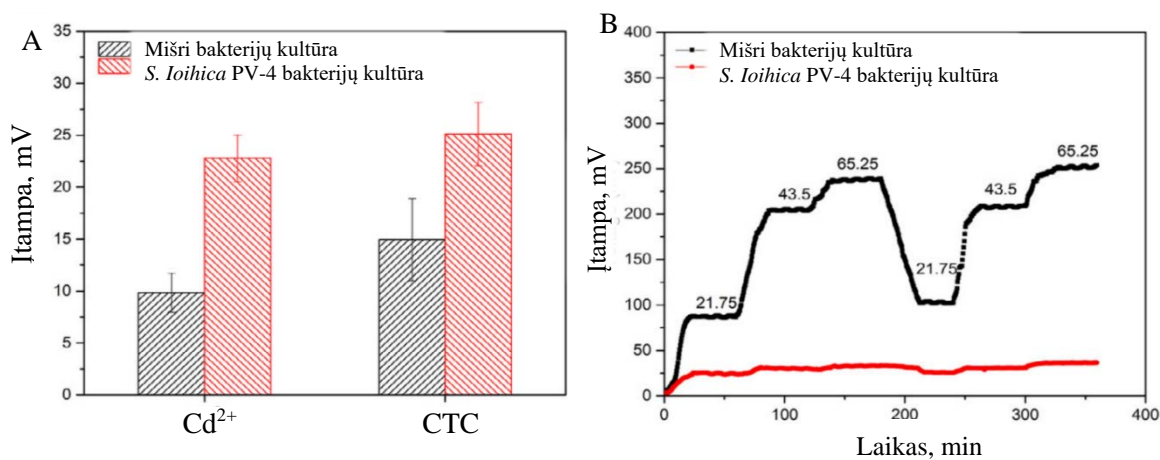 A
Mišri bakterijų kultūra
S. Ioihica PV-4 bakterijų kultūra
Įtampa, mV
35
30
25
20
15
10
5
0
Cd²⁺
CTC
B
Mišri bakterijų kultūra
S. Ioihica PV-4 bakterijų kultūra
Įtampa, mV
400
350
300
250
200
150
100
50
0
21.75
43.5
65.25
21.75
43.5
65.25
0
100
200
300
400
Laikas, min